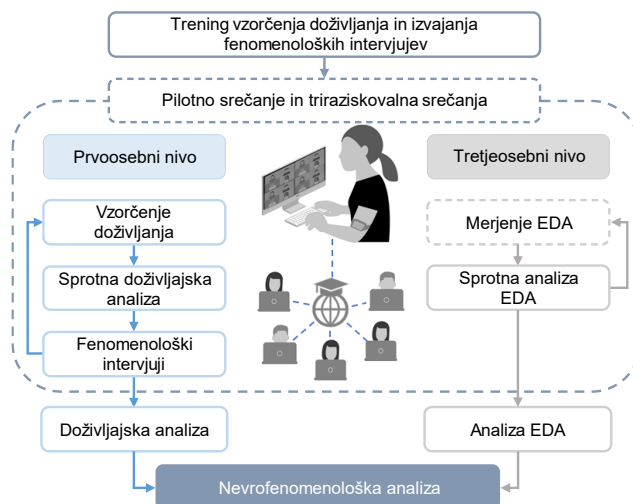 Trening vzorčenja doživljanja in izvajanja
fenomenoloških intervjujev
Pilotno srečanje in triraziskovalna srečanja
Prvoosebni nivo
Tretjeosebni nivo
Vzorčenje
doživljanja
Merjenje EDA
Sprotna doživljajska
analiza
Sprotna analiza
EDA
Fenomenološki
intervjuji
Doživljajska analiza
Analiza EDA
Nevrofenomenološka analiza